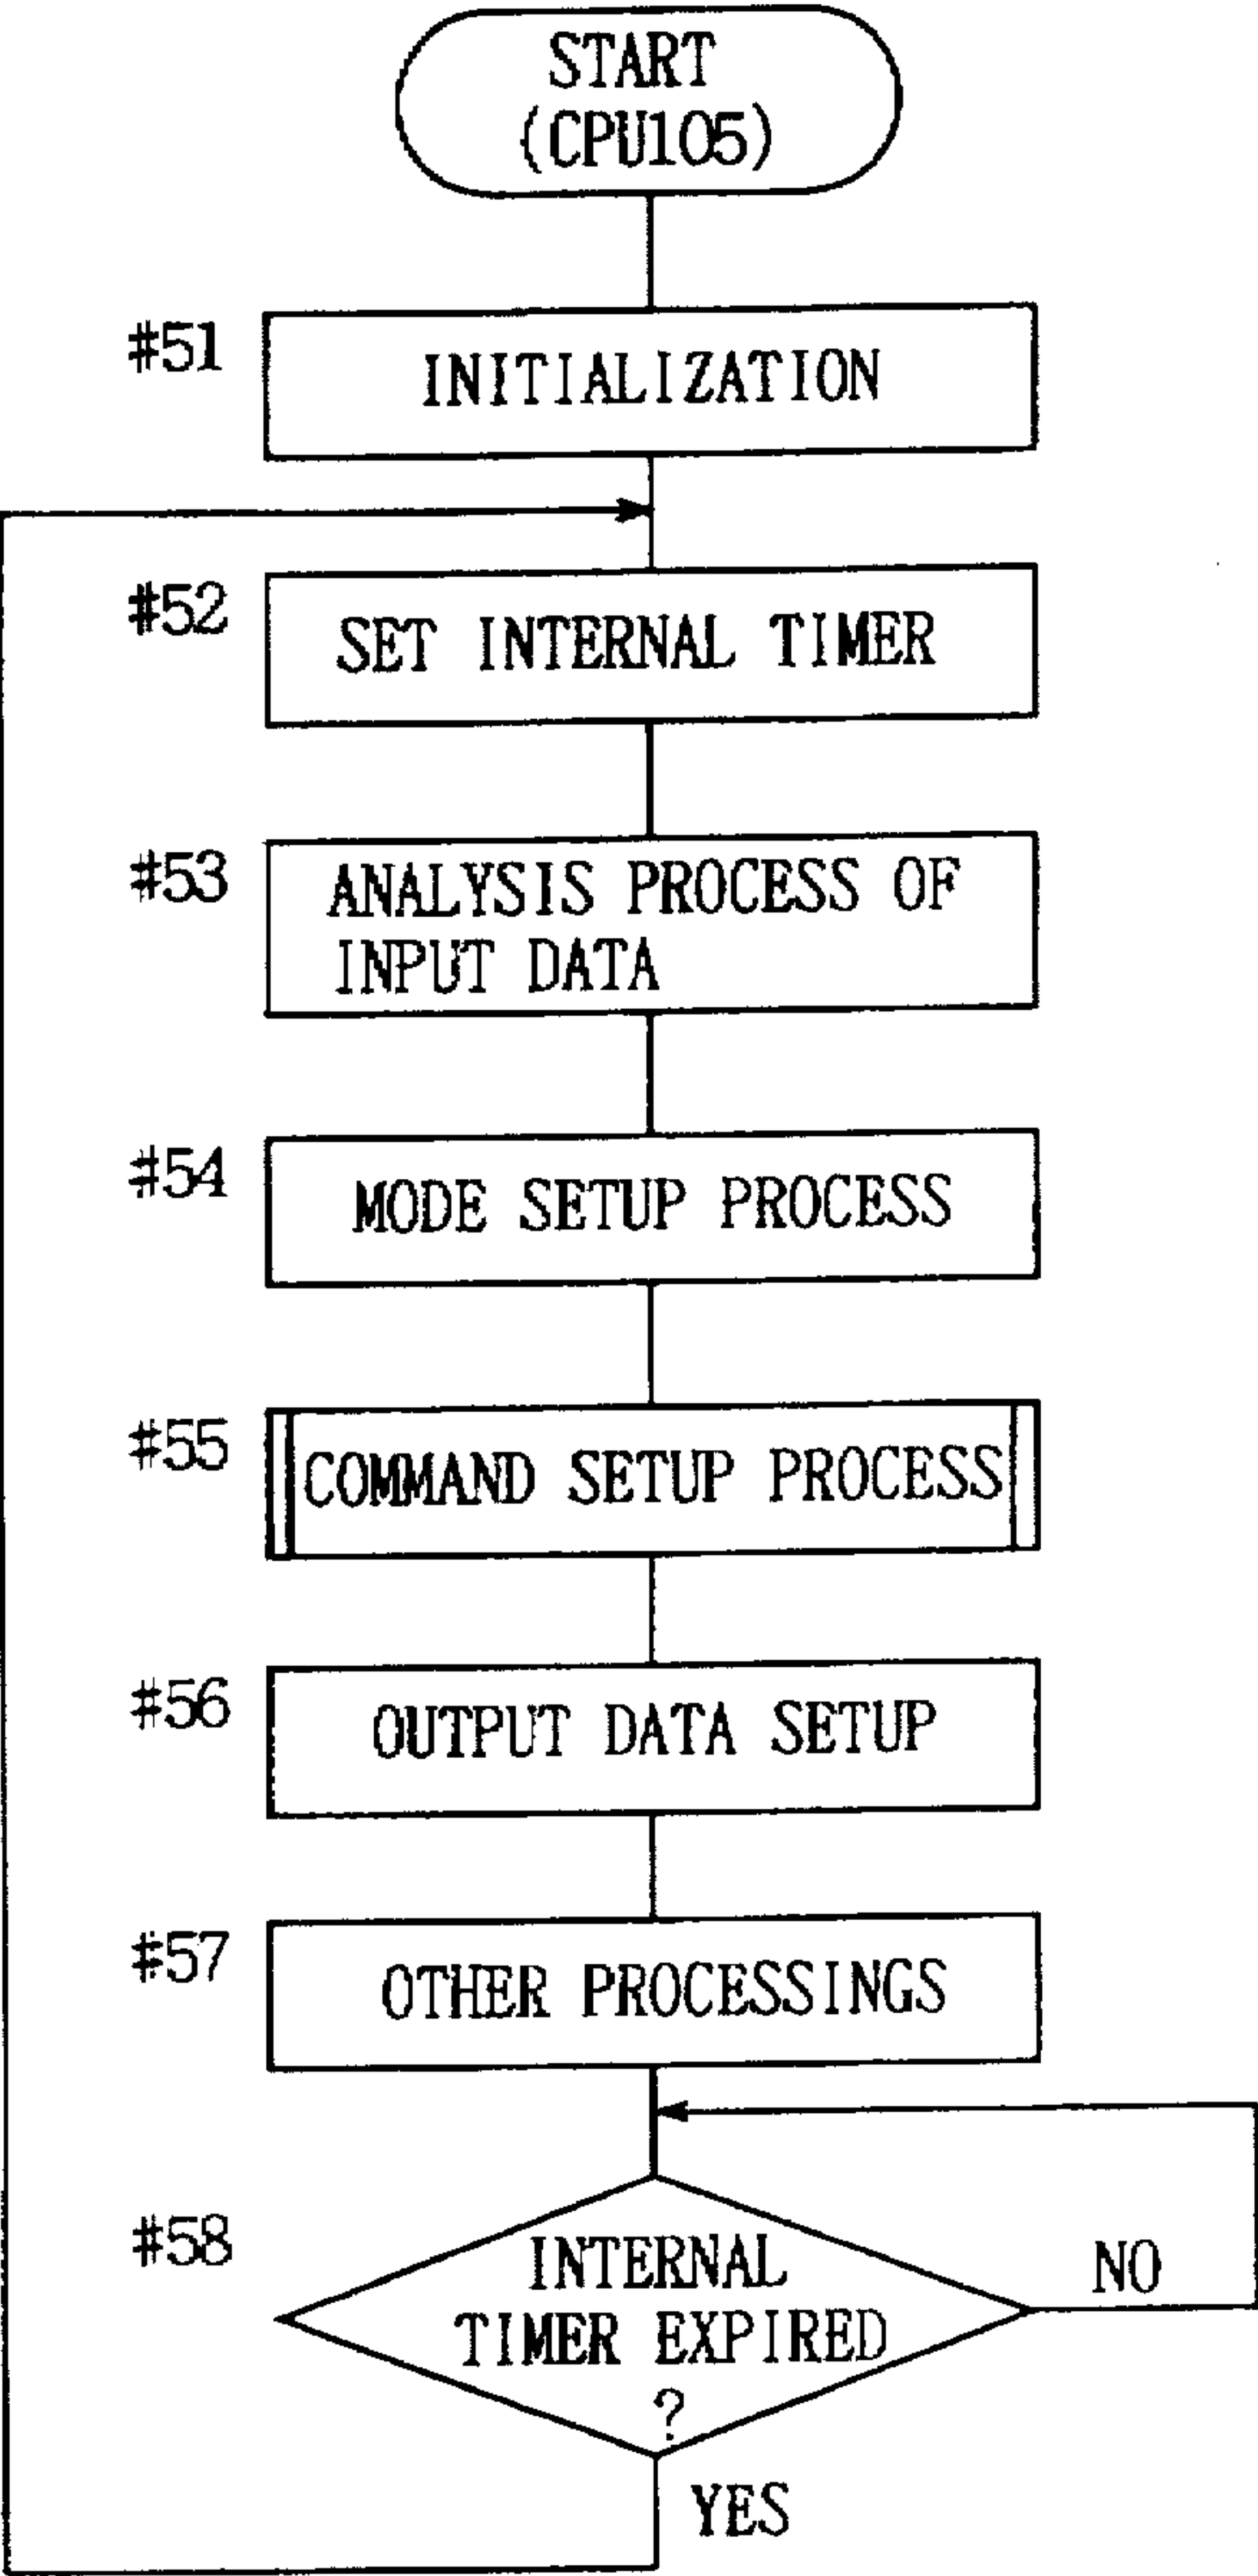 START
(CPU105)
#51
INITIALIZATION
#52
SET INTERNAL TIMER
#53
ANALYSIS PROCESS OF
INPUT DATA
#54
MODE SETUP PROCESS
#55
COMMAND SETUP PROCESS
#56
OUTPUT DATA SETUP
#57
OTHER PROCESSINGS
#58
INTERNAL
TIMER EXPIRED
?
NO
YES